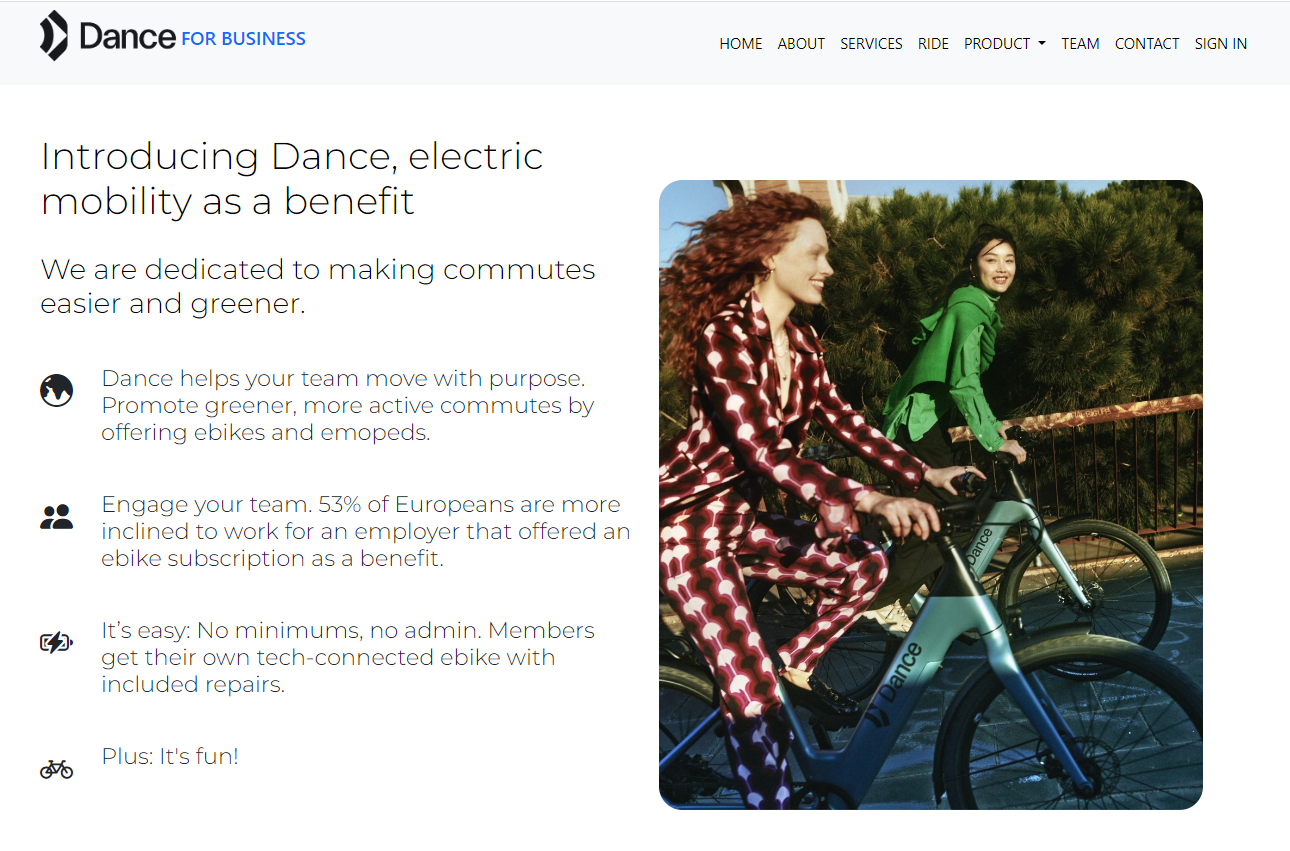 Dance FOR BUSINESS
HOME ABOUT SERVICES RIDE PRODUCT TEAM CONTACT SIGN IN
Introducing Dance, electric
mobility as a benefit
We are dedicated to making commutes
easier and greener.
Dance helps your team move with purpose.
Promote greener, more active commutes by
offering ebikes and emopeds.
Engage your team. 53% of Europeans are more
inclined to work for an employer that offered an
ebike subscription as a benefit.
It’s easy: No minimums, no admin. Members
get their own tech-connected ebike with
included repairs.
Plus: It's fun!
Dance
Dance